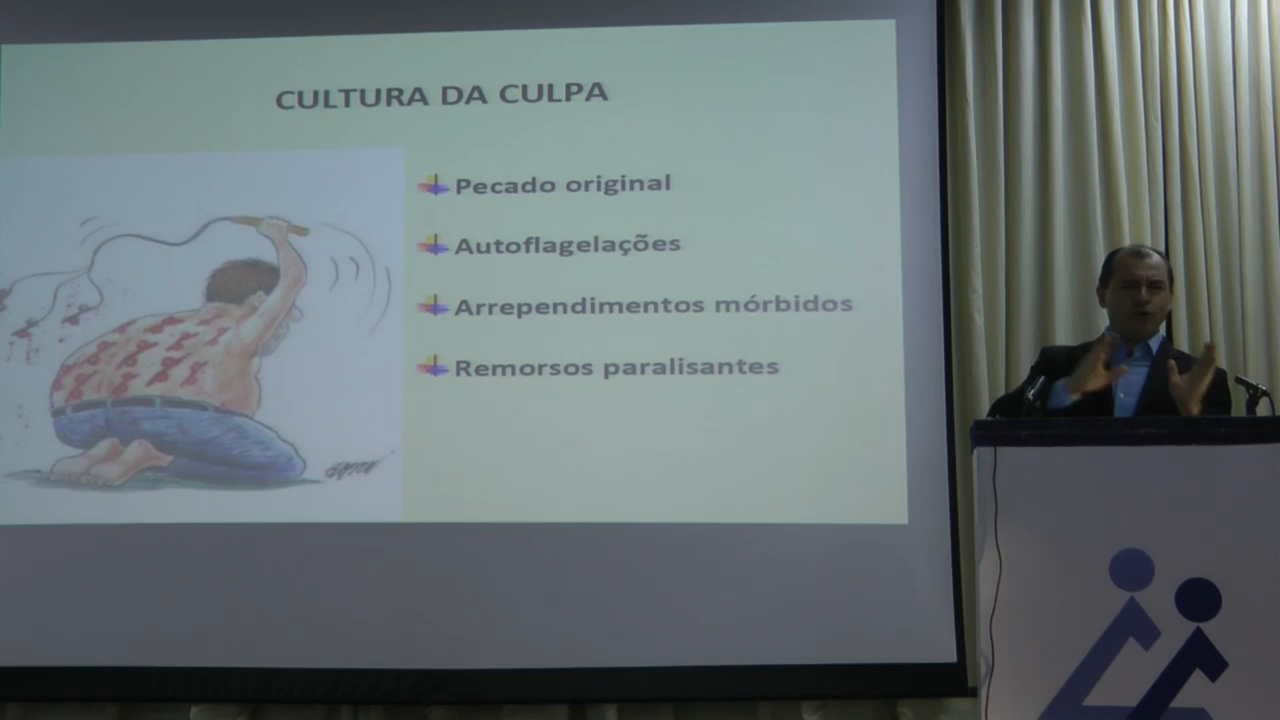 CULTURA DA CULPA
Pecado original
Autoflagelações
Arrependimentos mórbidos
Remorsos paralisantes